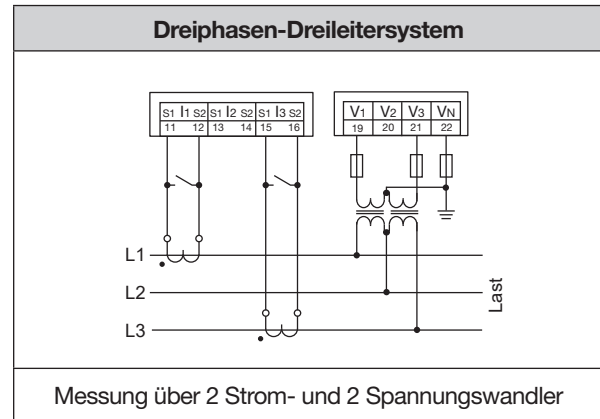 Dreiphasen-Dreileitersystem
S1 I1 S2 S1 I2 S2 S1 I3 S2
11 12 13 14 15 16
V1 V2 V3 VN
19 20 21 22
L1
L2
L3
Last
Messung über 2 Strom- und 2 Spannungswandler